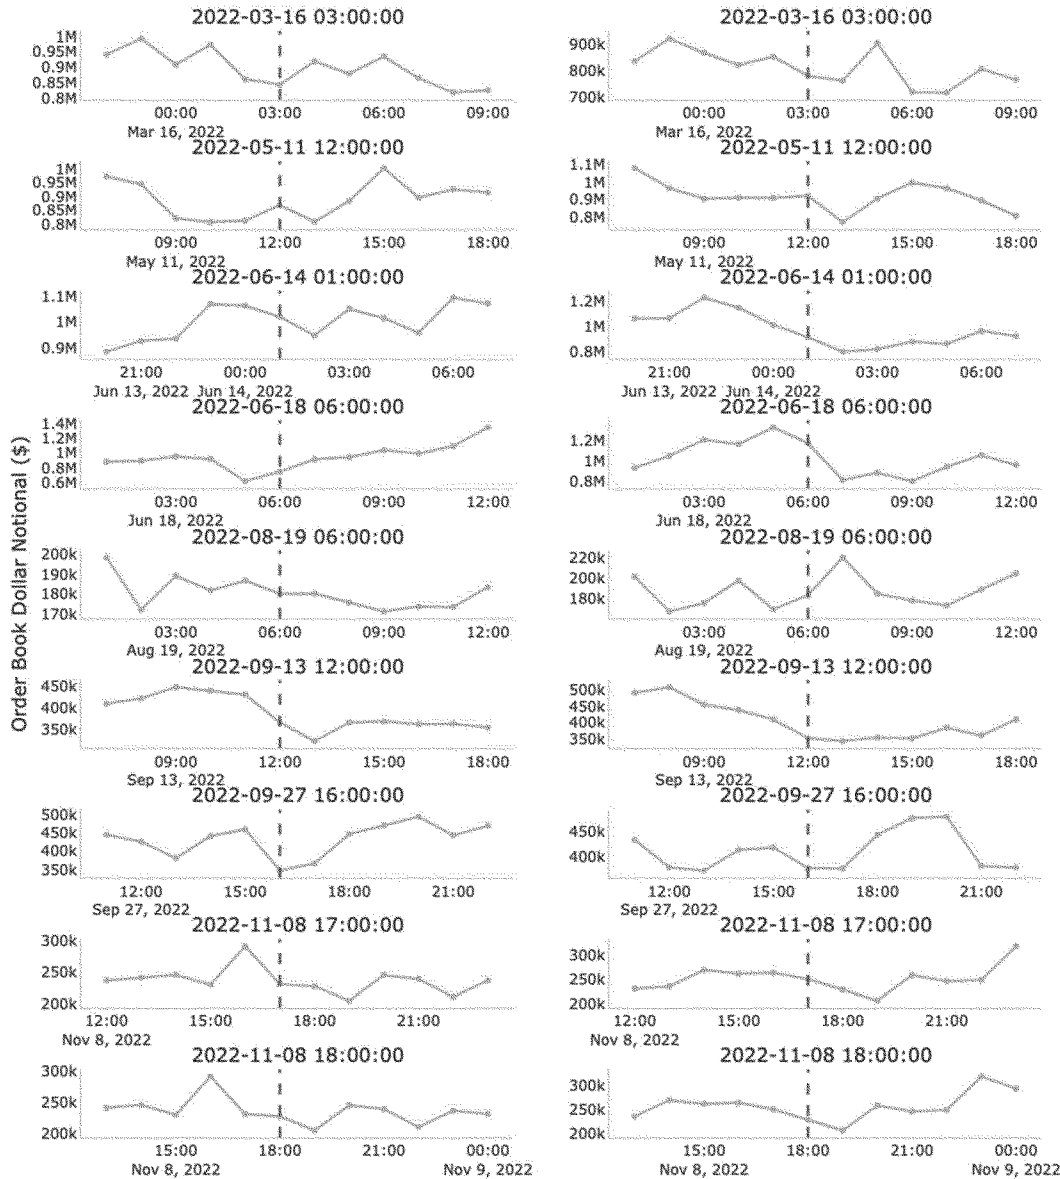 2022-03-16 03:00:00
1M
0.95M
0.9M
0.85M
0.8M
00:00 03:00 06:00 09:00
Mar 16, 2022
2022-03-16 03:00:00
900k
800k
700k
00:00 03:00 06:00 09:00
Mar 16, 2022
2022-05-11 12:00:00
1M
0.95M
0.9M
0.85M
0.8M
09:00 12:00 15:00 18:00
May 11, 2022
2022-05-11 12:00:00
1.1M
1M
0.9M
0.8M
09:00 12:00 15:00 18:00
May 11, 2022
2022-06-14 01:00:00
1.1M
1M
0.9M
21:00 00:00 03:00 06:00
Jun 13, 2022 Jun 14, 2022
2022-06-14 01:00:00
1.2M
1M
0.8M
21:00 00:00 03:00 06:00
Jun 13, 2022 Jun 14, 2022
Order Book Dollar Notional ($)
2022-06-18 06:00:00
1.4M
1.2M
1M
0.8M
0.6M
03:00 06:00 09:00 12:00
Jun 18, 2022
2022-06-18 06:00:00
1.2M
1M
0.8M
03:00 06:00 09:00 12:00
Jun 18, 2022
2022-08-19 06:00:00
200k
190k
180k
170k
03:00 06:00 09:00 12:00
Aug 19, 2022
2022-08-19 06:00:00
220k
200k
180k
03:00 06:00 09:00 12:00
Aug 19, 2022
2022-09-13 12:00:00
450k
400k
350k
09:00 12:00 15:00 18:00
Sep 13, 2022
2022-09-13 12:00:00
500k
450k
400k
350k
09:00 12:00 15:00 18:00
Sep 13, 2022
2022-09-27 16:00:00
500k
450k
400k
350k
12:00 15:00 18:00 21:00
Sep 27, 2022
2022-09-27 16:00:00
450k
400k
12:00 15:00 18:00 21:00
Sep 27, 2022
2022-11-08 17:00:00
300k
250k
200k
12:00 15:00 18:00 21:00
Nov 8, 2022
2022-11-08 17:00:00
300k
250k
200k
12:00 15:00 18:00 21:00
Nov 8, 2022
2022-11-08 18:00:00
300k
250k
200k
15:00 18:00 21:00 00:00
Nov 8, 2022 Nov 9, 2022
2022-11-08 18:00:00
300k
250k
200k
15:00 18:00 21:00 00:00
Nov 8, 2022 Nov 9, 2022